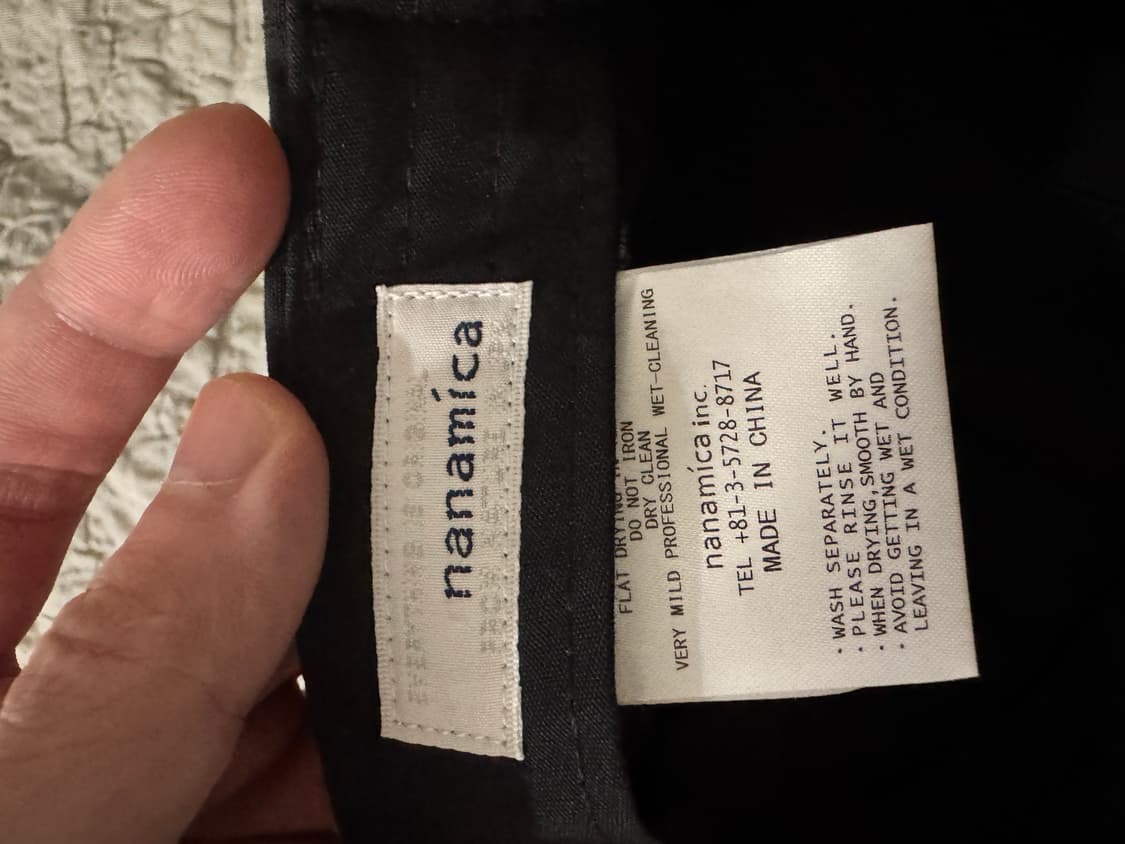 nanamíca
FLAT DRYING
DO NOT IRON
DRY CLEAN
VERY MILD PROFESSIONAL WET-CLEANING
nanamíca inc.
TEL +81-3-5728-8717
MADE IN CHINA
・WASH SEPARATELY.
・PLEASE RINSE IT WELL.
・WHEN DRYING,SMOOTH BY HAND.
・AVOID GETTING WET AND
LEAVING IN A WET CONDITION.